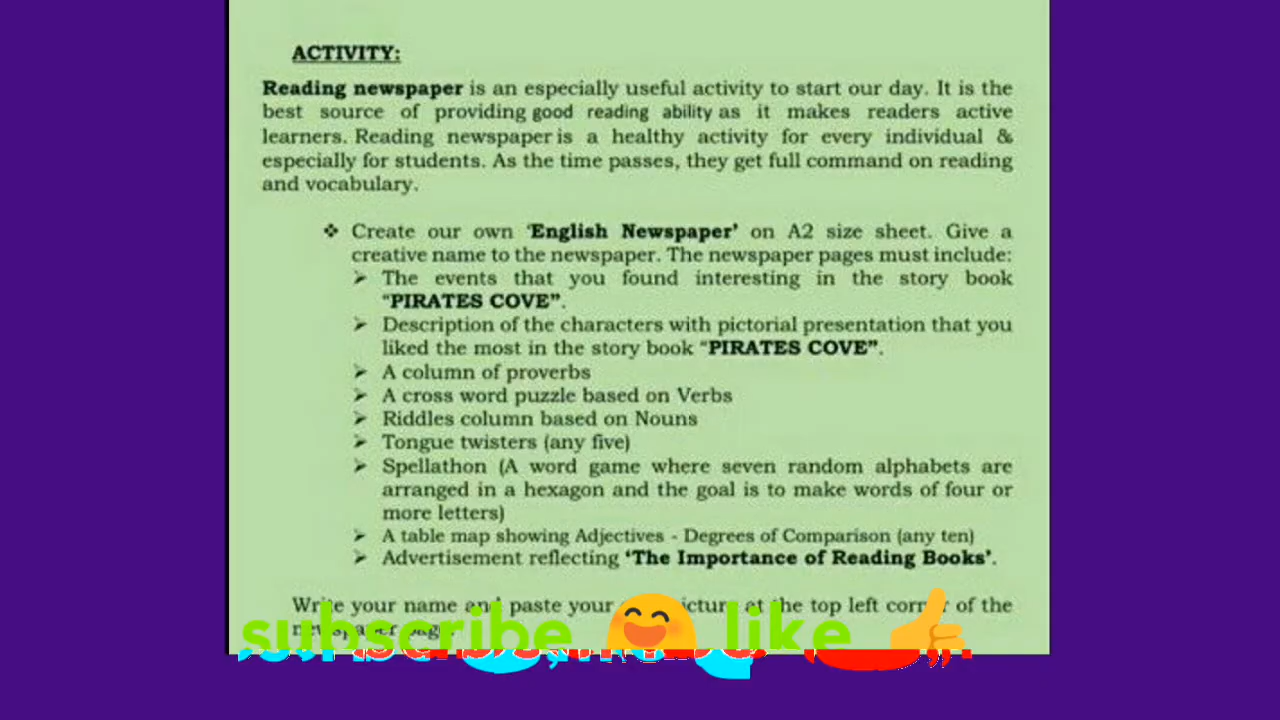 ACTIVITY:
Reading newspaper is an especially useful activity to start our day. It is the
best source of providing good reading ability as it makes readers active
learners. Reading newspaper is a healthy activity for every individual &
especially for students. As the time passes, they get full command on reading
and vocabulary.
❖ Create our own 'English Newspaper' on A2 size sheet. Give a
creative name to the newspaper. The newspaper pages must include:
➢ The events that you found interesting in the story book
"PIRATES COVE".
➢ Description of the characters with pictorial presentation that you
liked the most in the story book "PIRATES COVE".
➢ A column of proverbs
➢ A cross word puzzle based on Verbs
➢ Riddles column based on Nouns
➢ Tongue twisters (any five)
➢ Spellathon (A word game where seven random alphabets are
arranged in a hexagon and the goal is to make words of four or
more letters)
➢ A table map showing Adjectives - Degrees of Comparison (any ten)
➢ Advertisement reflecting 'The Importance of Reading Books'.
Write your name and paste your picture at the top left corner of the
newspaper page.
subscribe 🤗 like 👍